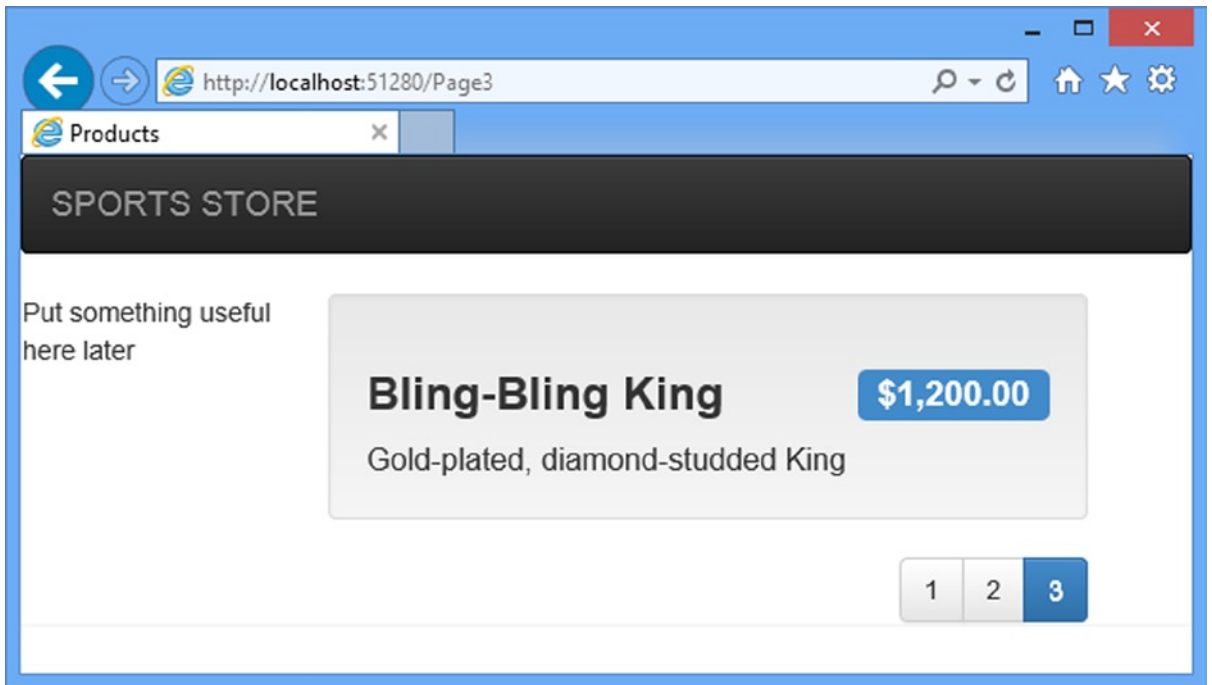 http://localhost:51280/Page3
Products
SPORTS STORE
Put something useful
here later
Bling-Bling King
$1,200.00
Gold-plated, diamond-studded King
1 2 3